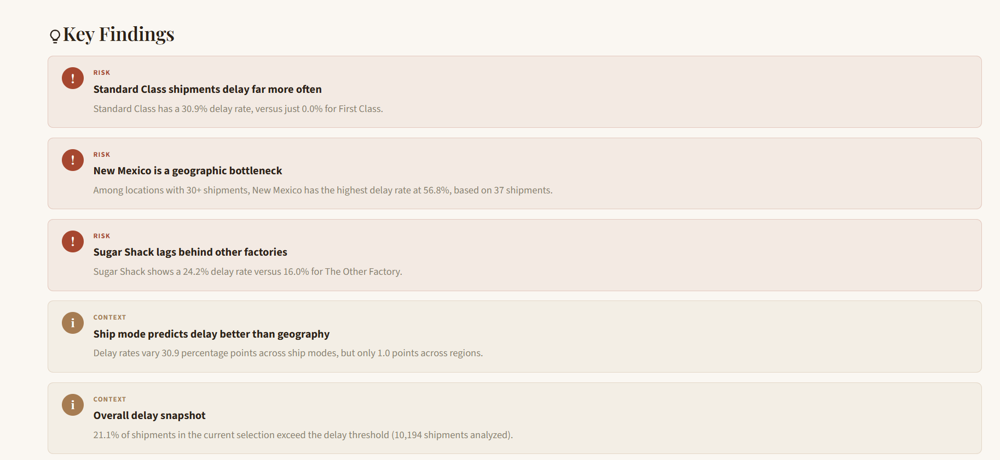 Key Findings
!
RISK
Standard Class shipments delay far more often
Standard Class has a 30.9% delay rate, versus just 0.0% for First Class.
!
RISK
New Mexico is a geographic bottleneck
Among locations with 30+ shipments, New Mexico has the highest delay rate at 56.8%, based on 37 shipments.
!
RISK
Sugar Shack lags behind other factories
Sugar Shack shows a 24.2% delay rate versus 16.0% for The Other Factory.
i
CONTEXT
Ship mode predicts delay better than geography
Delay rates vary 30.9 percentage points across ship modes, but only 1.0 points across regions.
i
CONTEXT
Overall delay snapshot
21.1% of shipments in the current selection exceed the delay threshold (10,194 shipments analyzed).